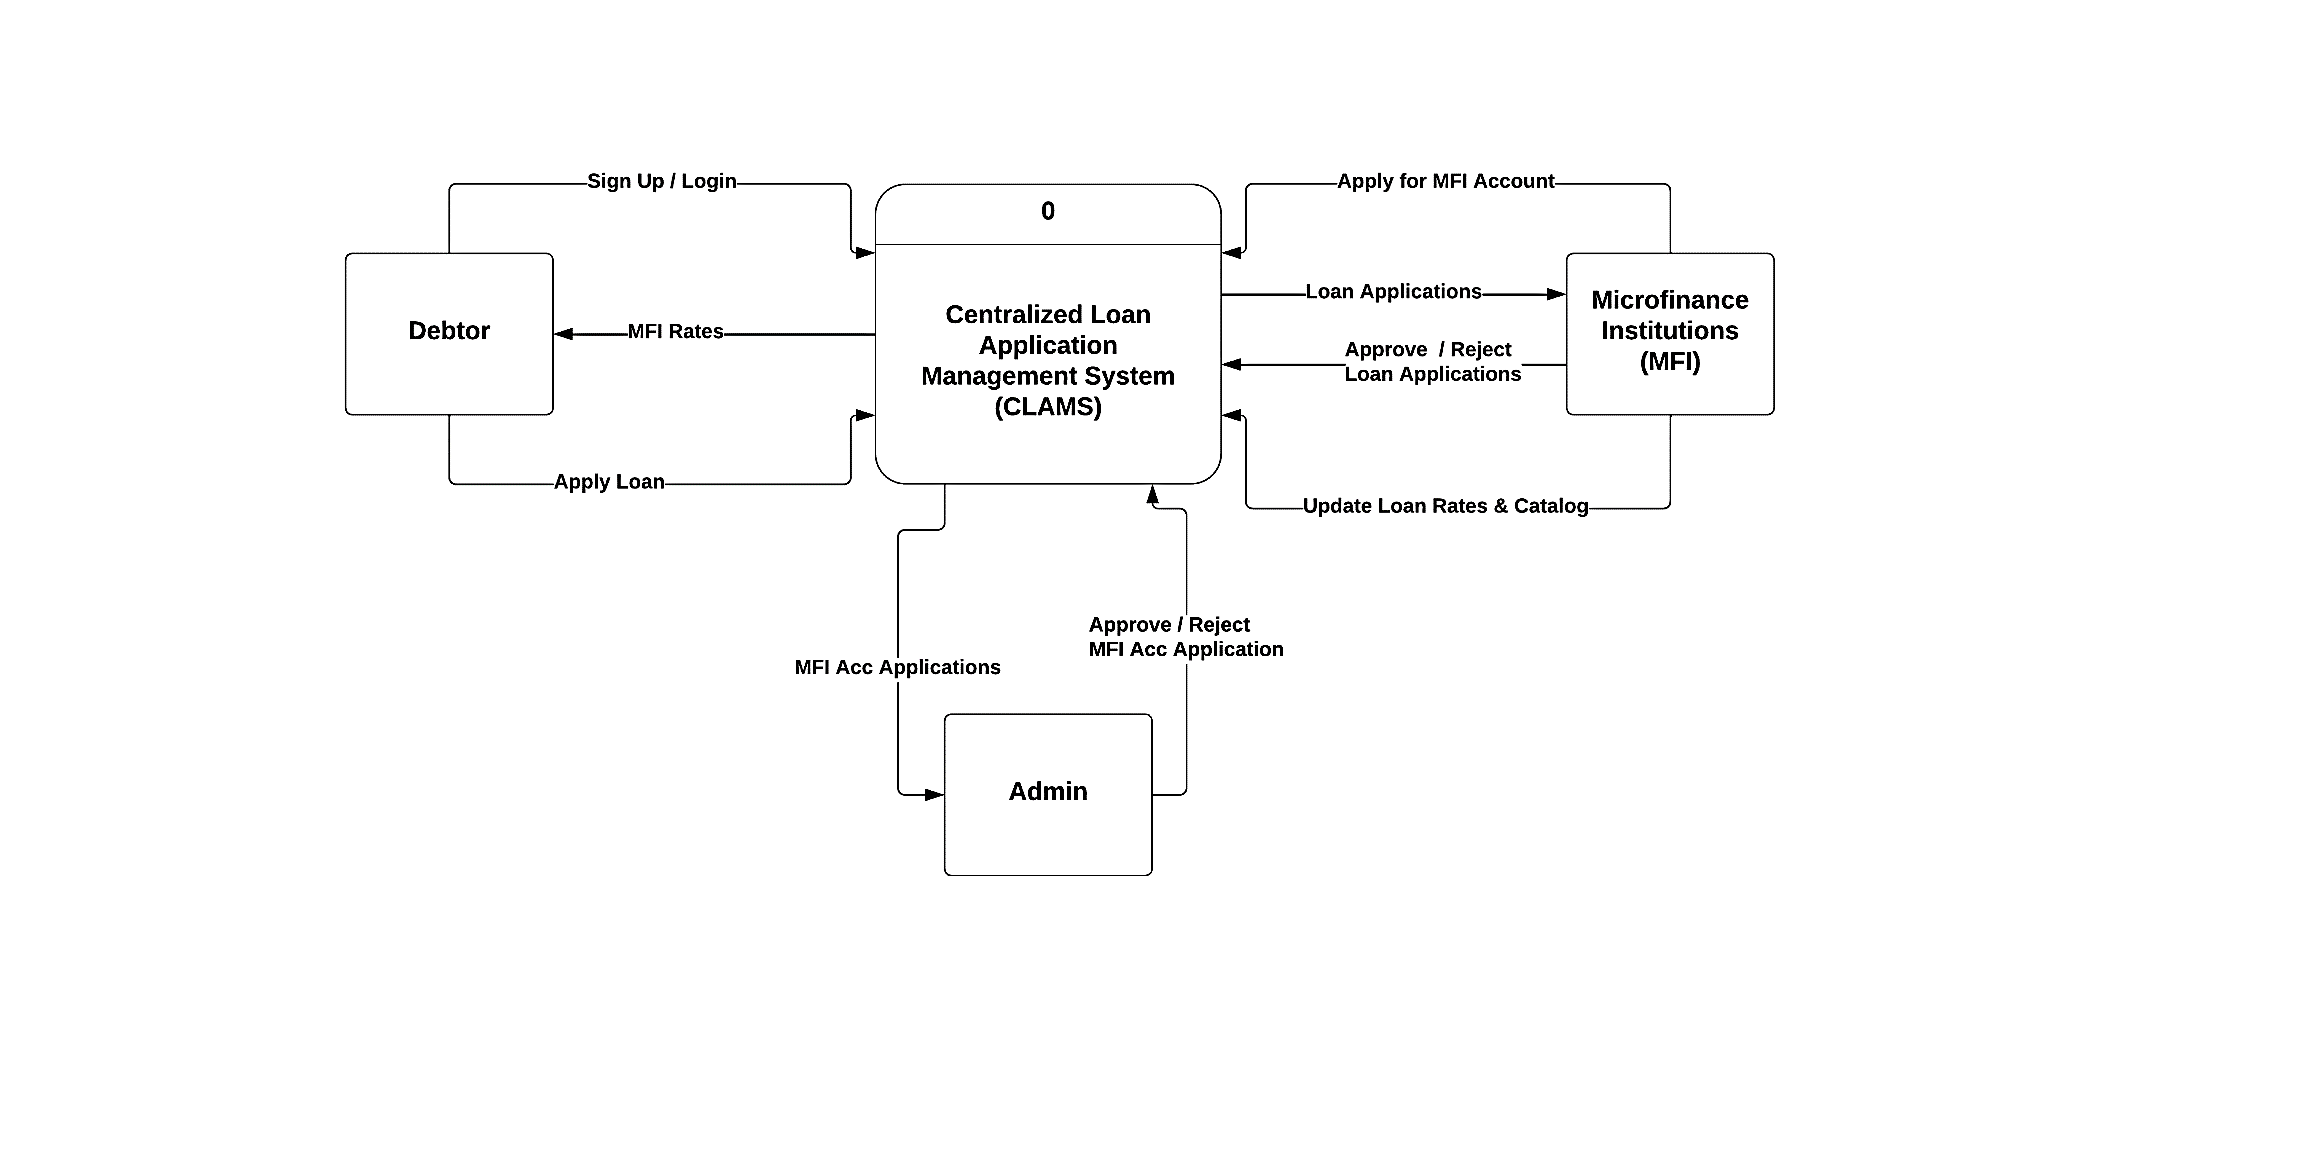 Sign Up / Login
Apply for MFI Account
0
Loan Applications
Debtor
MFI Rates
Centralized Loan
Application
Management System
(CLAMS)
Microfinance
Institutions
(MFI)
Approve  / Reject
Loan Applications
Apply Loan
Update Loan Rates & Catalog
MFI Acc Applications
Approve / Reject
MFI Acc Application
Admin